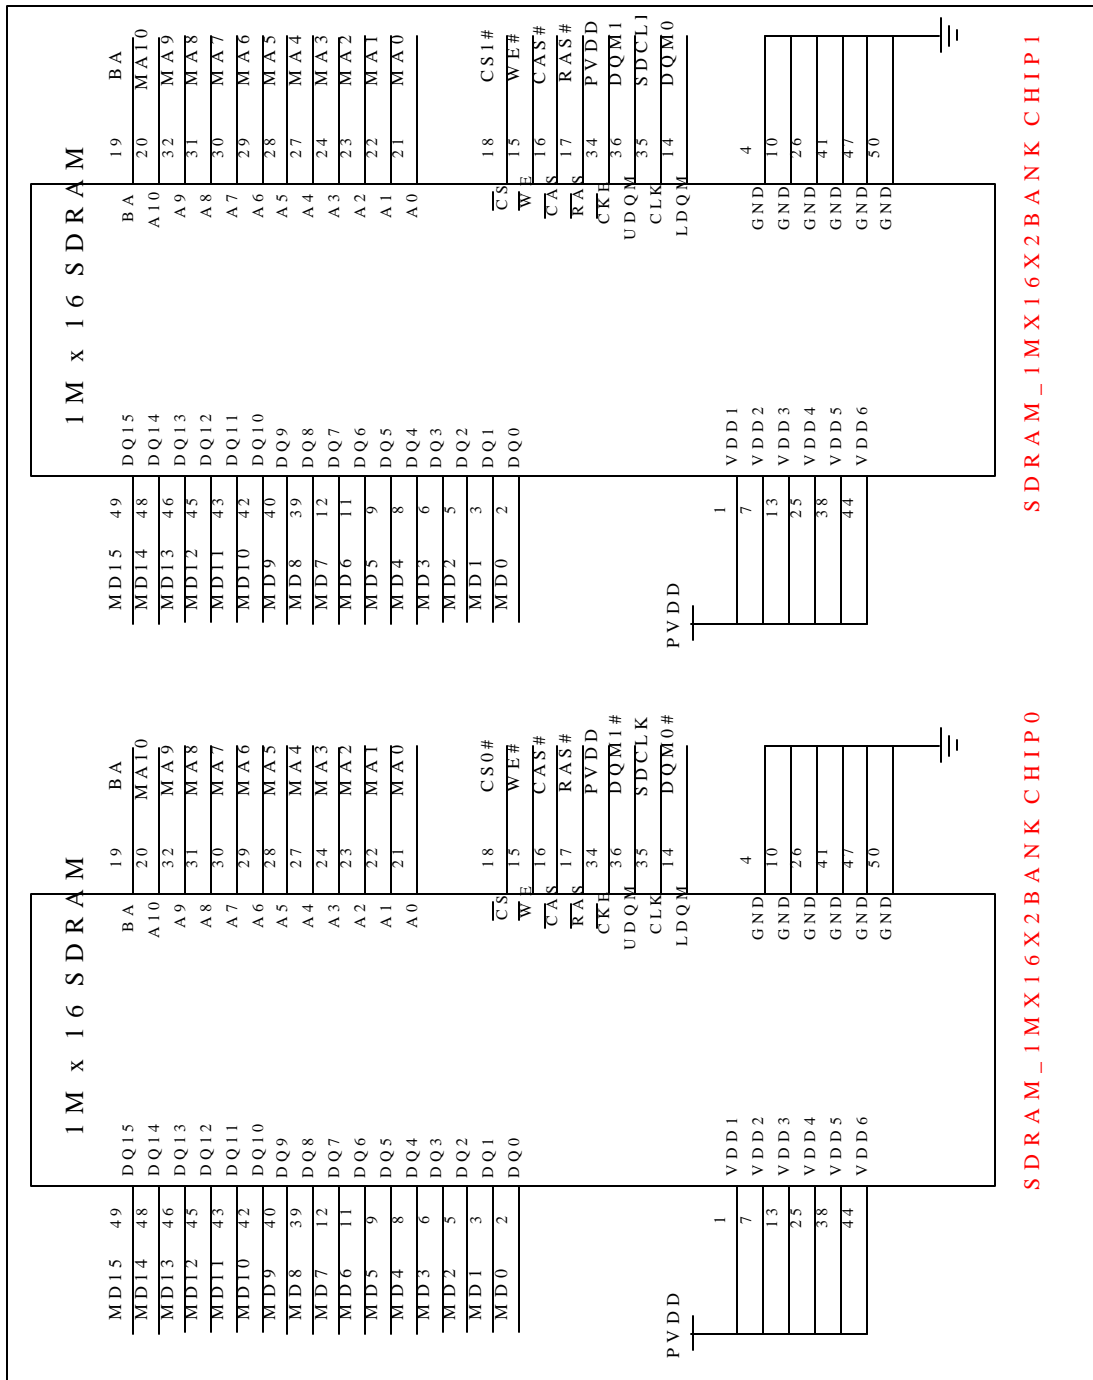 1M x 16 SDRAM
MD15 49 DQ15 BA 19 BA
MD14 48 DQ14 A10 20 MA10
MD13 46 DQ13 A9 32 MA9
MD12 45 DQ12 A8 31 MA8
MD11 43 DQ11 A7 30 MA7
MD10 42 DQ10 A6 29 MA6
MD9 40 DQ9 A5 28 MA5
MD8 39 DQ8 A4 27 MA4
MD7 12 DQ7 A3 24 MA3
MD6 11 DQ6 A2 23 MA2
MD5 9 DQ5 A1 22 MA1
MD4 8 DQ4 A0 21 MA0
MD3 6 DQ3
MD2 5 DQ2
MD1 3 DQ1
MD0 2 DQ0
CS 18 CS0#
WE 15 WE#
CAS 16 CAS#
RAS 17 RAS#
CKE 34 PVDD
UDQM 36 DQM1#
CLK 35 SDCLK
LDQM 14 DQM0#
PVDD
1 VDD1 GND 4
7 VDD2 GND 10
13 VDD3 GND 26
25 VDD4 GND 41
38 VDD5 GND 47
44 VDD6 GND 50
SDRAM_1MX16X2BANK CHIP0
1M x 16 SDRAM
MD15 49 DQ15 BA 19 BA
MD14 48 DQ14 A10 20 MA10
MD13 46 DQ13 A9 32 MA9
MD12 45 DQ12 A8 31 MA8
MD11 43 DQ11 A7 30 MA7
MD10 42 DQ10 A6 29 MA6
MD9 40 DQ9 A5 28 MA5
MD8 39 DQ8 A4 27 MA4
MD7 12 DQ7 A3 24 MA3
MD6 11 DQ6 A2 23 MA2
MD5 9 DQ5 A1 22 MA1
MD4 8 DQ4 A0 21 MA0
MD3 6 DQ3
MD2 5 DQ2
MD1 3 DQ1
MD0 2 DQ0
CS 18 CS1#
WE 15 WE#
CAS 16 CAS#
RAS 17 RAS#
CKE 34 PVDD
UDQM 36 DQM1
CLK 35
LDQM 14 DQM0
PVDD
1 VDD1 GND 4
7 VDD2 GND 10
13 VDD3 GND 26
25 VDD4 GND 41
38 VDD5 GND 47
44 VDD6 GND 50
SDRAM_1MX16X2BANK CHIP1